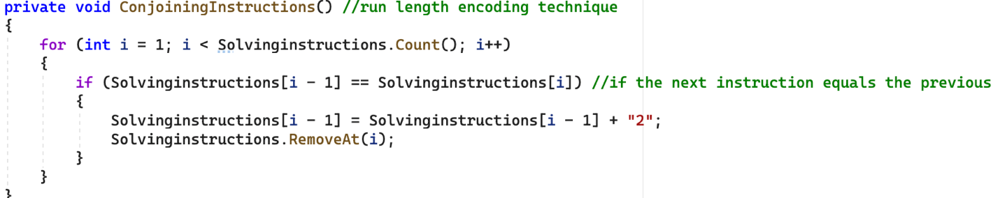 private void ConjoiningInstructions() //run length encoding technique
{
    for (int i = 1; i < Solvinginstructions.Count(); i++)
    {
        if (Solvinginstructions[i - 1] == Solvinginstructions[i]) //if the next instruction equals the previous
        {
            Solvinginstructions[i - 1] = Solvinginstructions[i - 1] + "2";
            Solvinginstructions.RemoveAt(i);
        }
    }
}